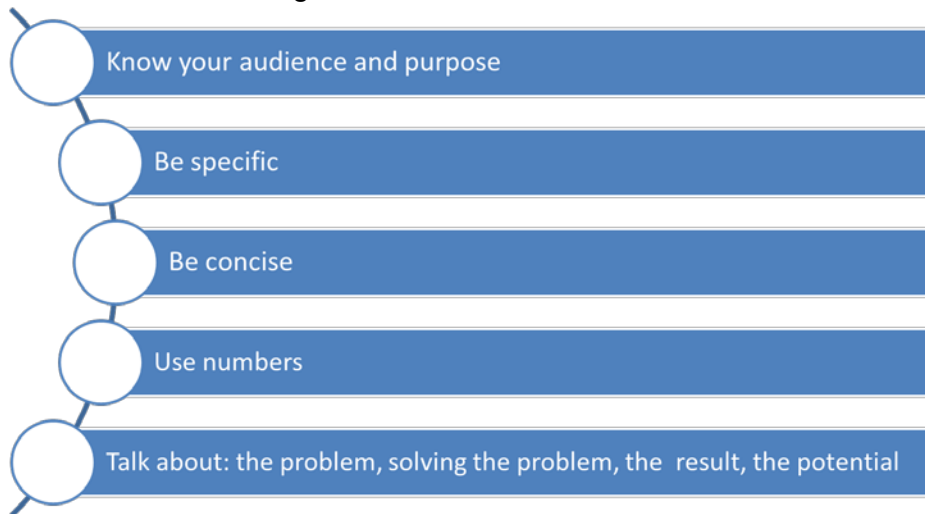 Know your audience and purpose
Be specific
Be concise
Use numbers
Talk about: the problem, solving the problem, the  result, the potential